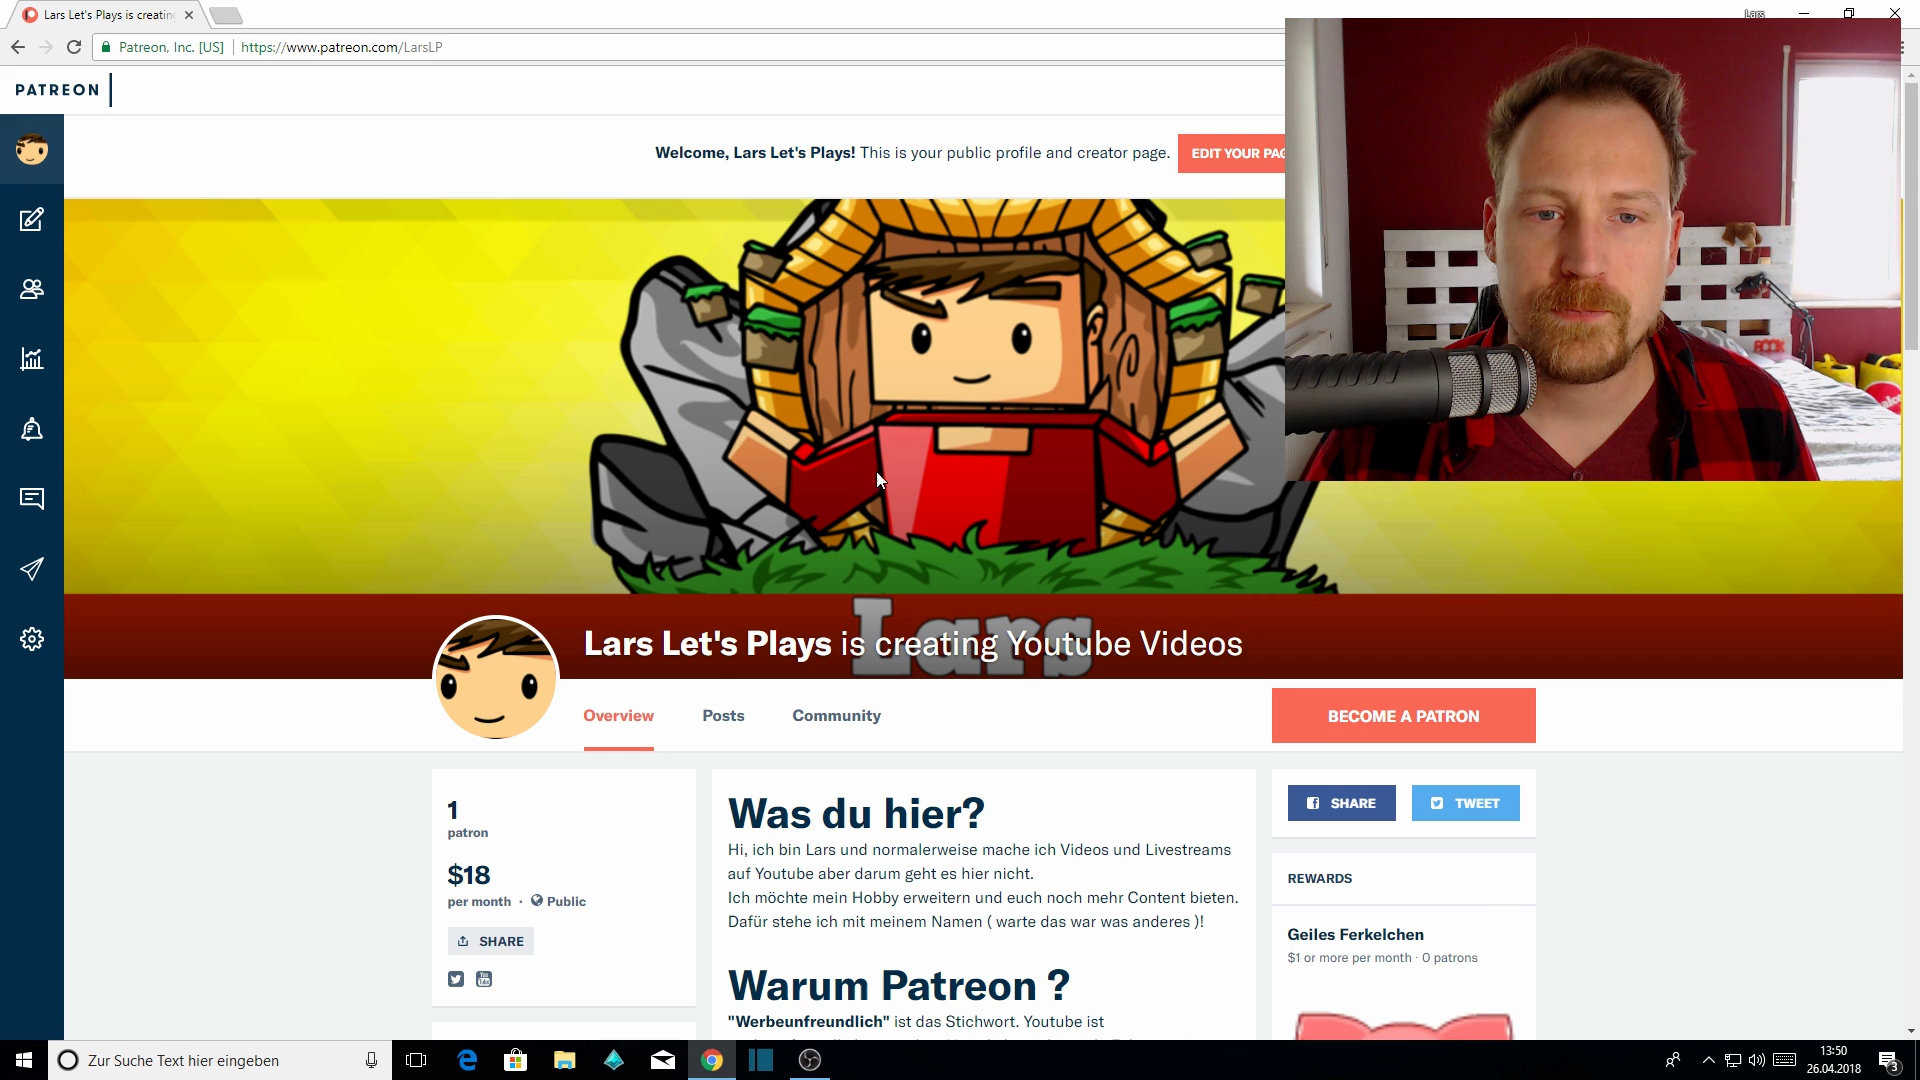 Lars Let's Plays is creatin
Lars
Patreon, Inc. [US]
https://www.patreon.com/LarsLP
PATREON
Welcome, Lars Let's Plays! This is your public profile and creator page.
EDIT YOUR PAG
Lars
Lars Let's Plays is creating Youtube Videos
Overview
Posts
Community
BECOME A PATRON
1
patron
$18
per month · Public
SHARE
Was du hier?
Hi, ich bin Lars und normalerweise mache ich Videos und Livestreams
auf Youtube aber darum geht es hier nicht.
Ich möchte mein Hobby erweitern und euch noch mehr Content bieten.
Dafür stehe ich mit meinem Namen ( warte das war was anderes )!
Warum Patreon ?
"Werbeunfreundlich" ist das Stichwort. Youtube ist
SHARE
TWEET
REWARDS
Geiles Ferkelchen
$1 or more per month · 0 patrons
Zur Suche Text hier eingeben
13:50
26.04.2018
3